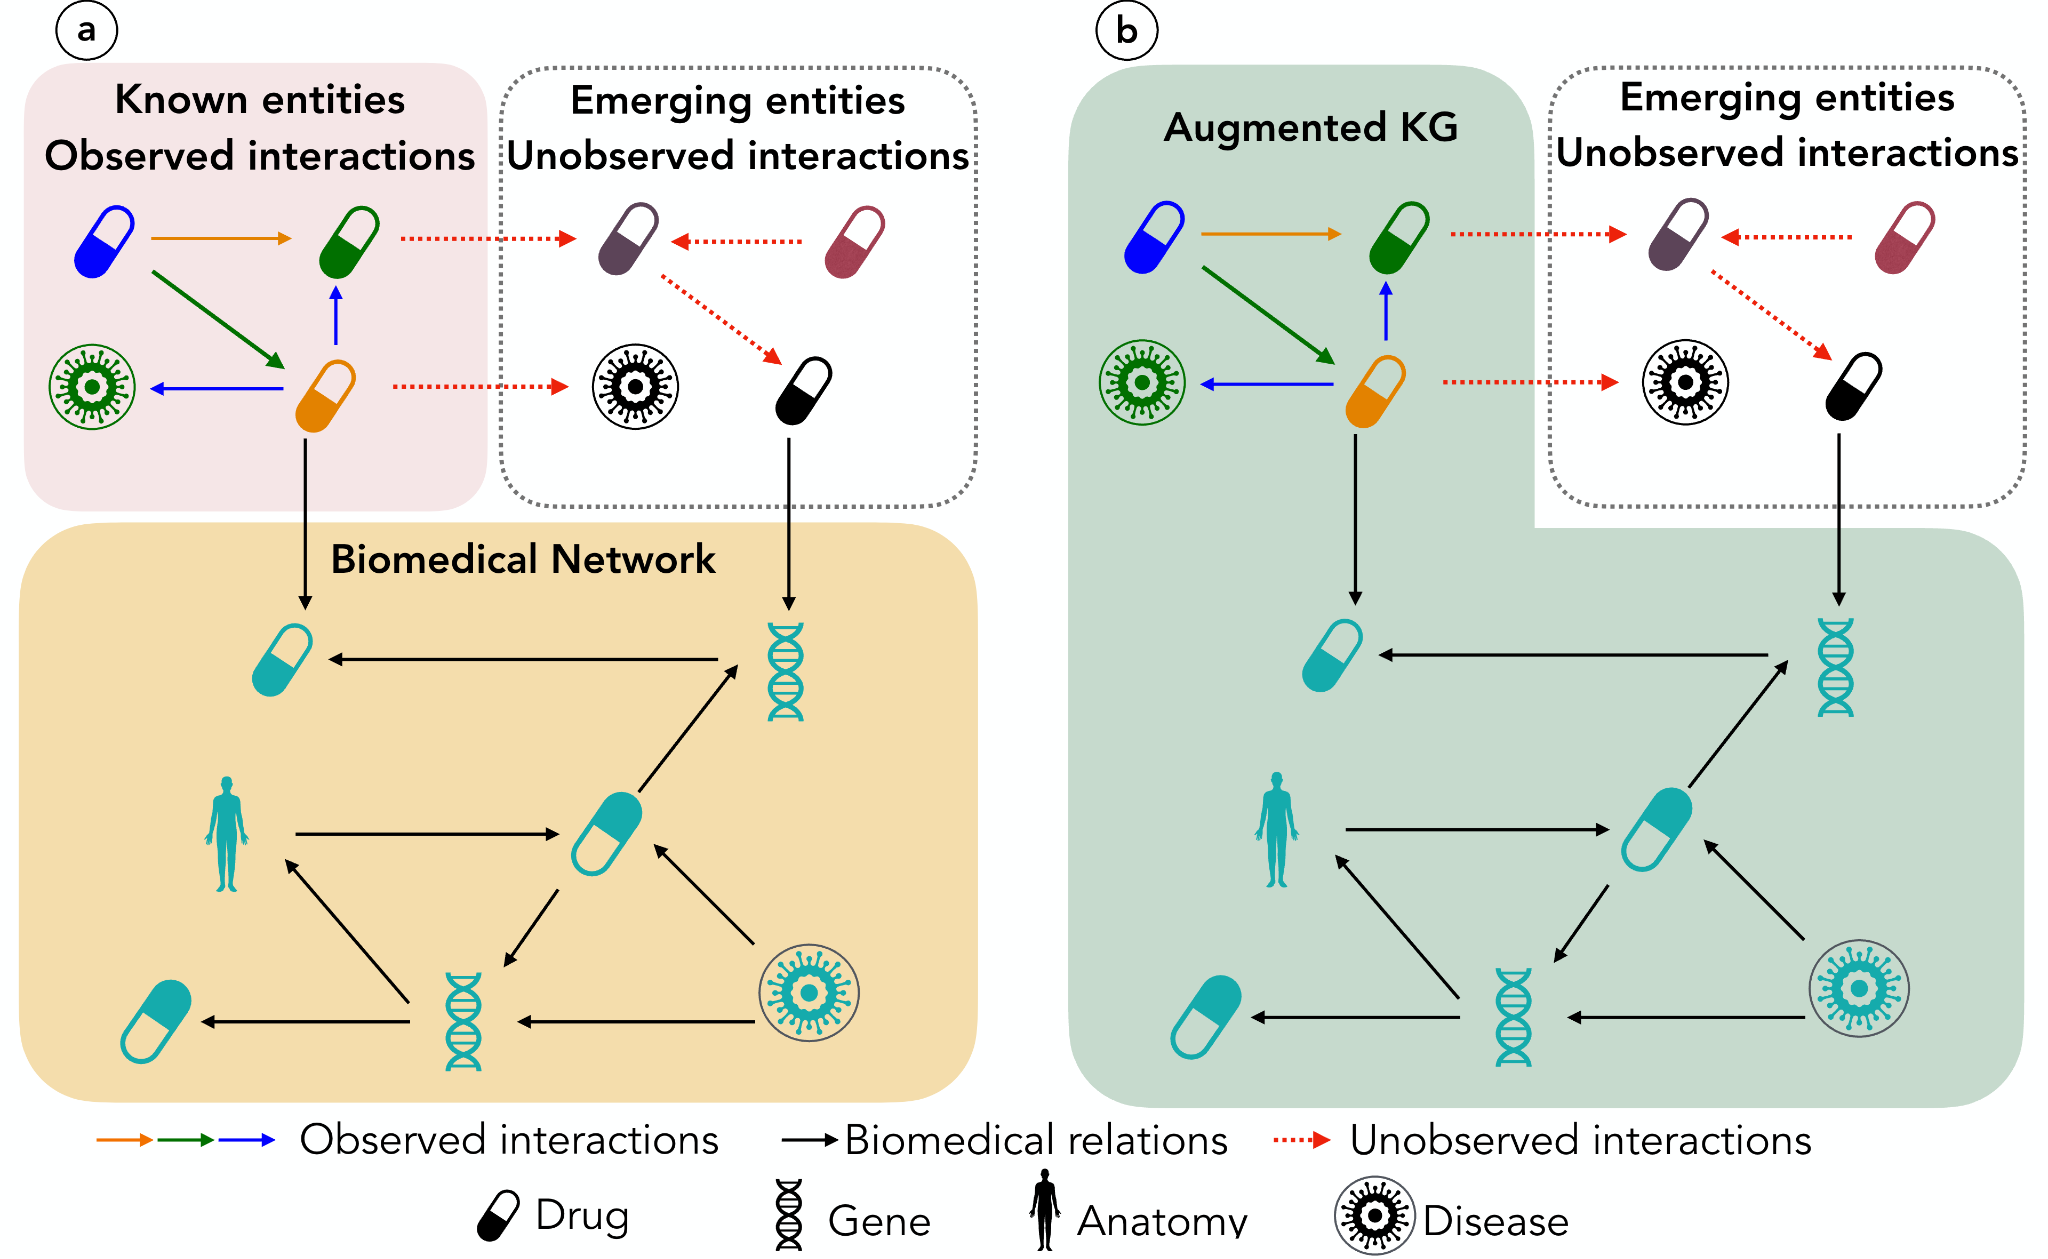 a
Known entities
Observed interactions
Emerging entities
Unobserved interactions
Biomedical Network
b
Augmented KG
Emerging entities
Unobserved interactions
Observed interactions
Biomedical relations
Unobserved interactions
Drug
Gene
Anatomy
Disease